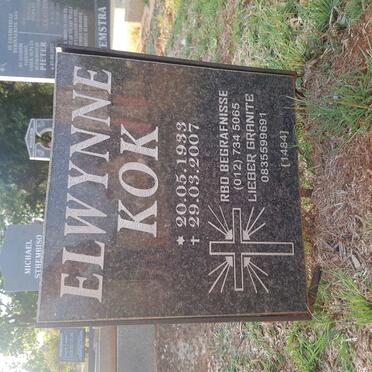 ELWYNNE
KOK
* 20.05.1933
✝ 29.03.2007
RBD BEGRAFNISSE
(012) 734 5065
LIEBER GRANITE
0835599691
[1484]
MICHAEL
STHEMBISO
PIETER